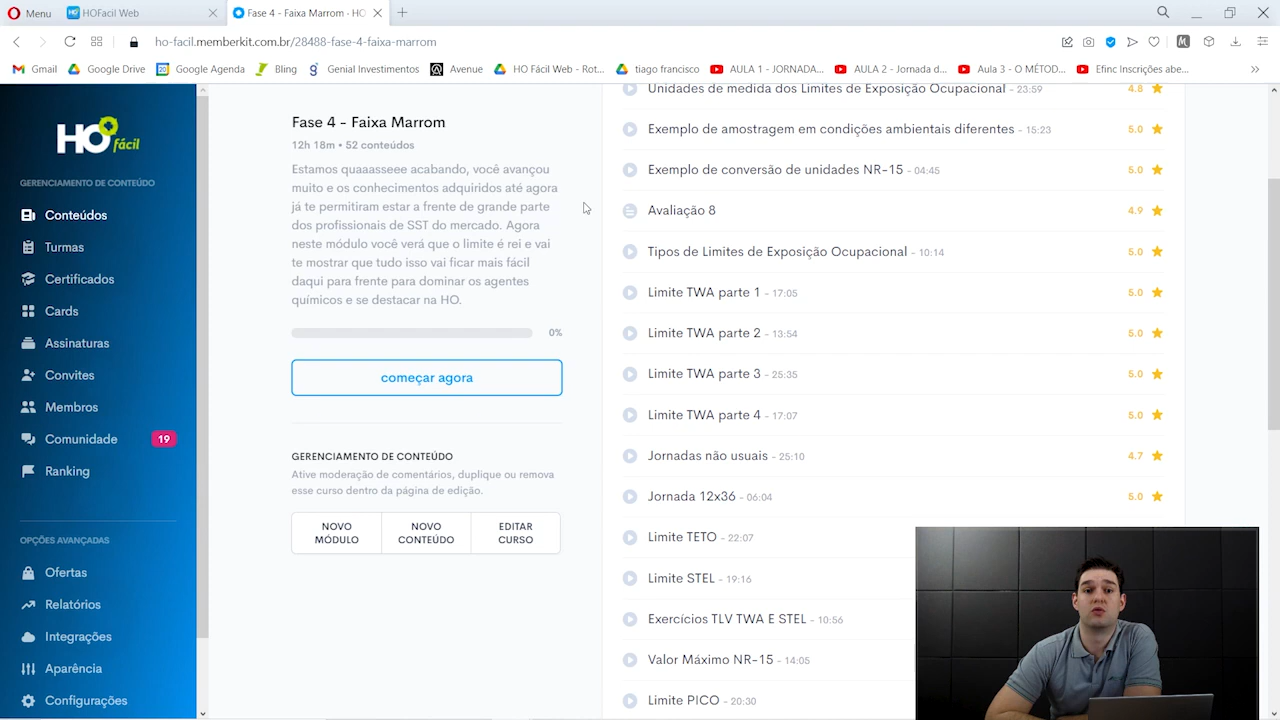 Menu
HOFacil Web
Fase 4 - Faixa Marrom · HO
ho-facil.memberkit.com.br/28488-fase-4-faixa-marrom
Gmail
Google Drive
Google Agenda
Bling
Genial Investimentos
Avenue
HO Fácil Web - Rot...
tiago francisco
AULA 1 - JORNADA...
AULA 2 - Jornada d...
Aula 3 - O MÉTOD...
Efinc Inscrições abe...
HO fácil
GERENCIAMENTO DE CONTEÚDO
Conteúdos
Turmas
Certificados
Cards
Assinaturas
Convites
Membros
Comunidade 19
Ranking
OPÇÕES AVANÇADAS
Ofertas
Relatórios
Integrações
Aparência
Configurações
Fase 4 - Faixa Marrom
12h 18m • 52 conteúdos
Estamos quaaasseee acabando, você avançou
muito e os conhecimentos adquiridos até agora
já te permitiram estar a frente de grande parte
dos profissionais de SST do mercado. Agora
neste módulo você verá que o limite é rei e vai
te mostrar que tudo isso vai ficar mais fácil
daqui para frente para dominar os agentes
químicos e se destacar na HO.
0%
começar agora
GERENCIAMENTO DE CONTEÚDO
Ative moderação de comentários, duplique ou remova
esse curso dentro da página de edição.
NOVO
MÓDULO
NOVO
CONTEÚDO
EDITAR
CURSO
Unidades de medida dos Limites de Exposição Ocupacional - 23:59 4.8
Exemplo de amostragem em condições ambientais diferentes - 15:23 5.0
Exemplo de conversão de unidades NR-15 - 04:45 5.0
Avaliação 8 4.9
Tipos de Limites de Exposição Ocupacional - 10:14 5.0
Limite TWA parte 1 - 17:05 5.0
Limite TWA parte 2 - 13:54 5.0
Limite TWA parte 3 - 25:35 5.0
Limite TWA parte 4 - 17:07 5.0
Jornadas não usuais - 25:10 4.7
Jornada 12x36 - 06:04 5.0
Limite TETO - 22:07
Limite STEL - 19:16
Exercícios TLV TWA E STEL - 10:56
Valor Máximo NR-15 - 14:05
Limite PICO - 20:30